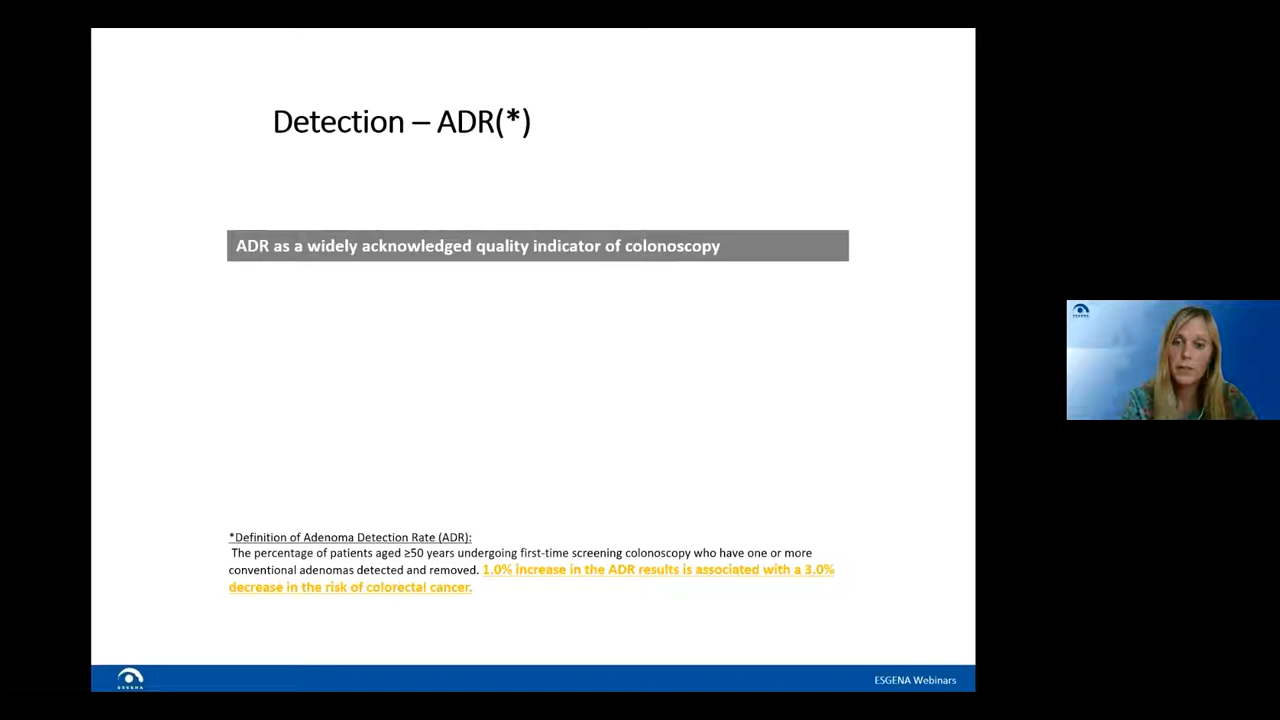 Detection – ADR(*)
ADR as a widely acknowledged quality indicator of colonoscopy
*Definition of Adenoma Detection Rate (ADR):
The percentage of patients aged ≥50 years undergoing first-time screening colonoscopy who have one or more
conventional adenomas detected and removed. 1.0% increase in the ADR results is associated with a 3.0%
decrease in the risk of colorectal cancer.
ESGENA
ESGENA Webinars